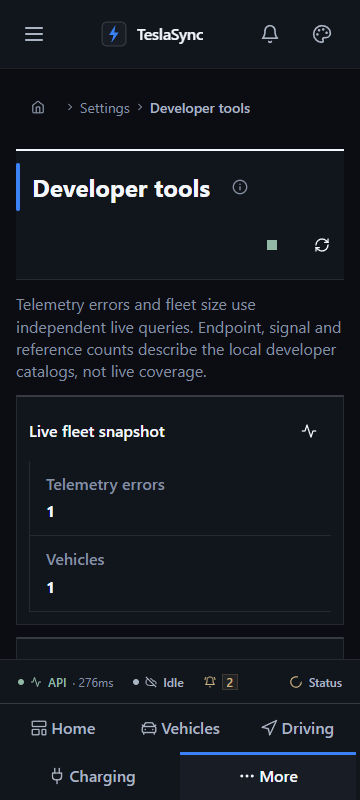 TeslaSync
Settings
Developer tools
Developer tools
Telemetry errors and fleet size use
independent live queries. Endpoint, signal and
reference counts describe the local developer
catalogs, not live coverage.
Live fleet snapshot
Telemetry errors
1
Vehicles
1
API · 276ms Idle 2 Status
Home Vehicles Driving
Charging More